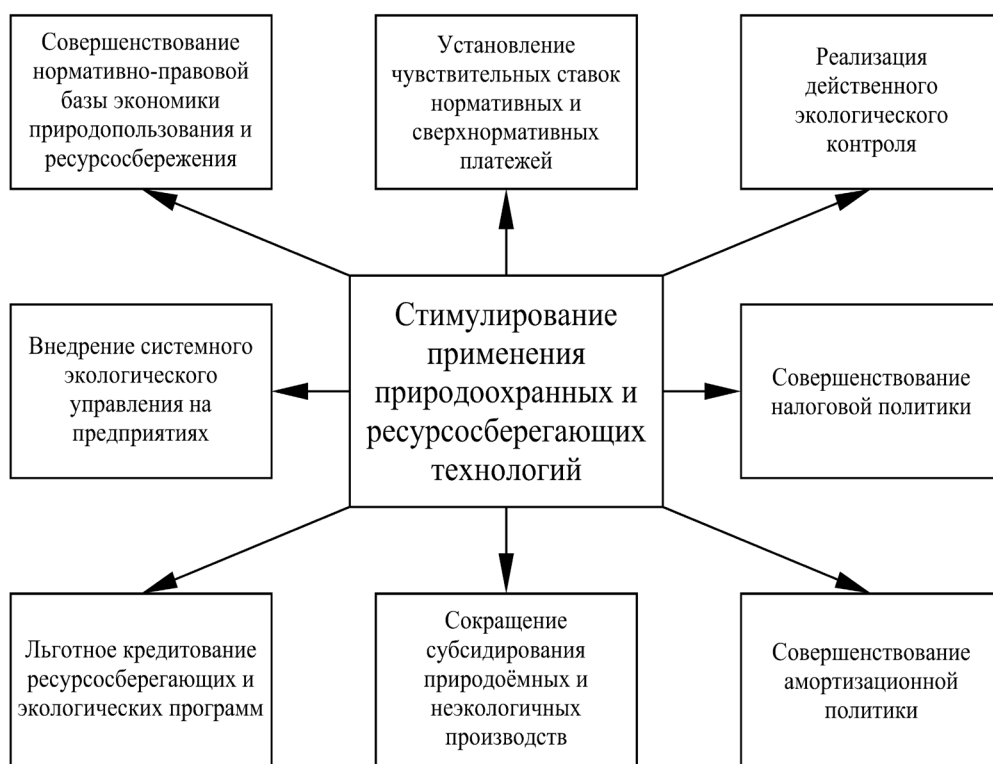 Совершенствование
нормативно-правовой
базы экономики
природопользования и
ресурсосбережения
Установление
чувствительных ставок
нормативных и
сверхнормативных
платежей
Реализация
действенного
экологического
контроля
Внедрение системного
экологического
управления на
предприятиях
Стимулирование
применения
природоохранных и
ресурсосберегающих
технологий
Совершенствование
налоговой политики
Льготное кредитование
ресурсосберегающих и
экологических программ
Сокращение
субсидирования
природоёмных и
неэкологичных
производств
Совершенствование
амортизационной
политики